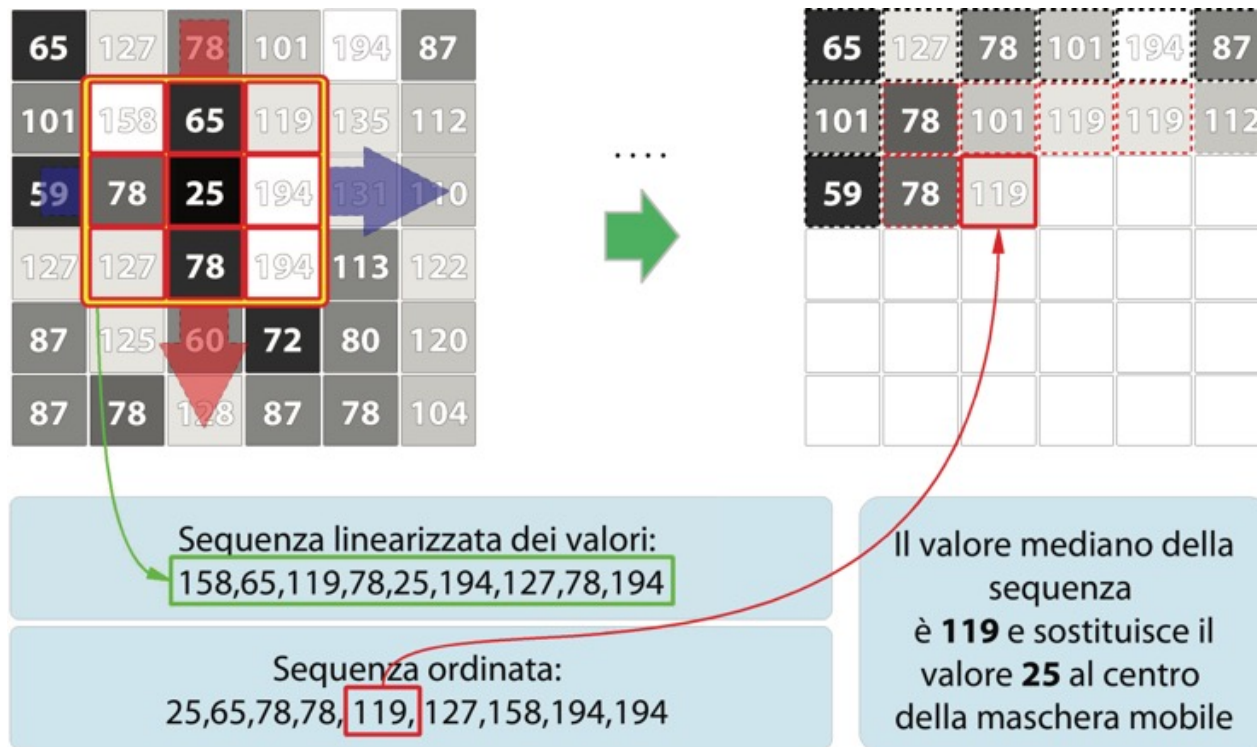 65 127 78 101 194 87
101 158 65 119 135 112
59 78 25 194 131 110
127 127 78 194 113 122
87 125 60 72 80 120
87 78 128 87 78 104
....
65 127 78 101 194 87
101 78 101 119 119 112
59 78 119
Sequenza linearizzata dei valori:
158,65,119,78,25,194,127,78,194
Sequenza ordinata:
25,65,78,78,119,127,158,194,194
Il valore mediano della
sequenza
è 119 e sostituisce il
valore 25 al centro
della maschera mobile